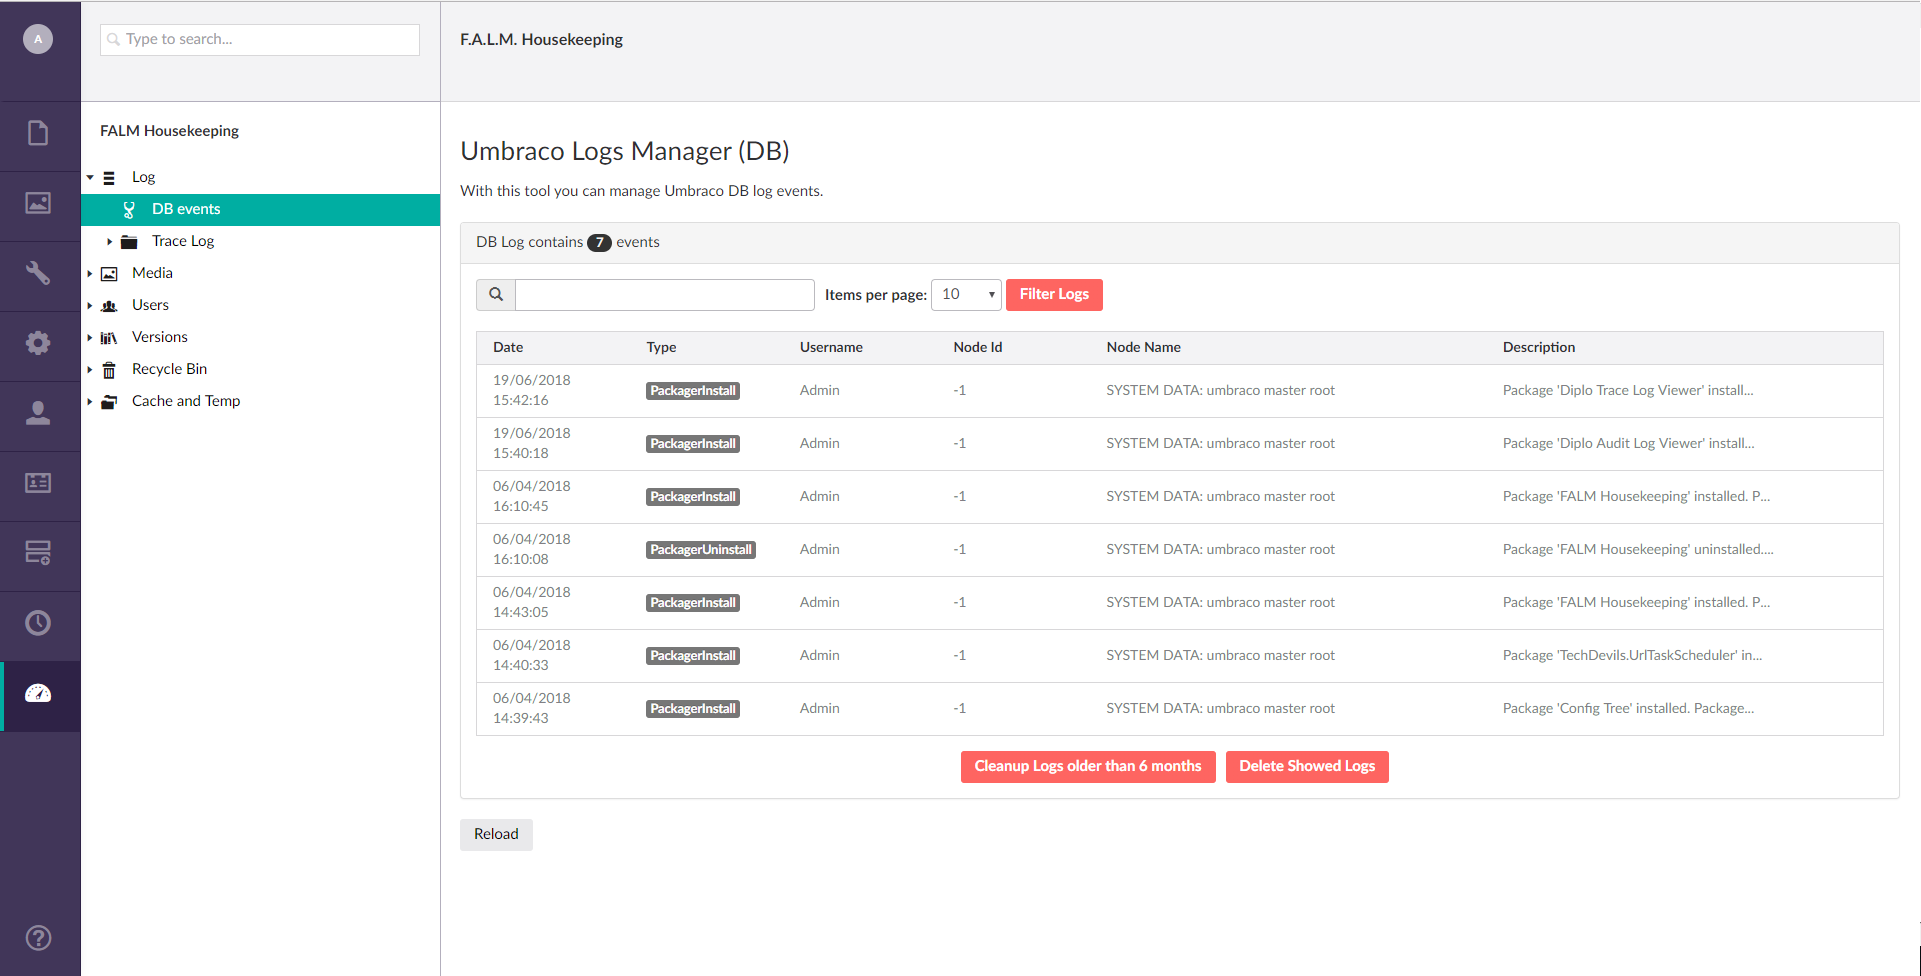 A
Type to search...
F.A.L.M. Housekeeping
FALM Housekeeping
Log
DB events
Trace Log
Media
Users
Versions
Recycle Bin
Cache and Temp
Umbraco Logs Manager (DB)
With this tool you can manage Umbraco DB log events.
DB Log contains 7 events
Items per page: 10 Filter Logs
Date Type Username Node Id Node Name Description
19/06/2018
15:42:16 PackagerInstall Admin -1 SYSTEM DATA: umbraco master root Package 'Diplo Trace Log Viewer' install...
19/06/2018
15:40:18 PackagerInstall Admin -1 SYSTEM DATA: umbraco master root Package 'Diplo Audit Log Viewer' install...
06/04/2018
16:10:45 PackagerInstall Admin -1 SYSTEM DATA: umbraco master root Package 'FALM Housekeeping' installed. P...
06/04/2018
16:10:08 PackagerUninstall Admin -1 SYSTEM DATA: umbraco master root Package 'FALM Housekeeping' uninstalled....
06/04/2018
14:43:05 PackagerInstall Admin -1 SYSTEM DATA: umbraco master root Package 'FALM Housekeeping' installed. P...
06/04/2018
14:40:33 PackagerInstall Admin -1 SYSTEM DATA: umbraco master root Package 'TechDevils.UrlTaskScheduler' in...
06/04/2018
14:39:43 PackagerInstall Admin -1 SYSTEM DATA: umbraco master root Package 'Config Tree' installed. Package...
Cleanup Logs older than 6 months Delete Showed Logs
Reload